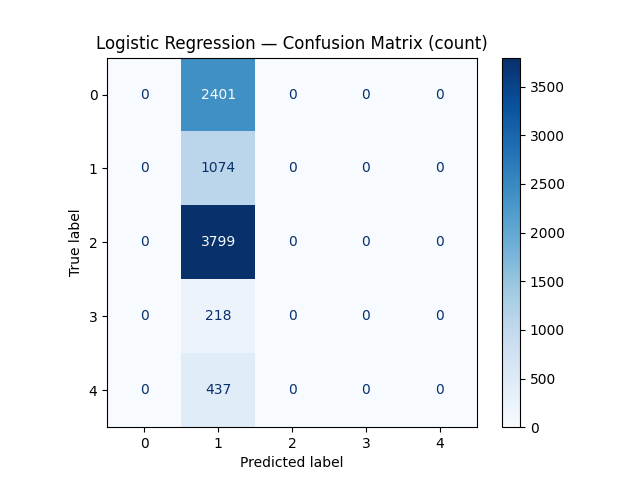 Logistic Regression — Confusion Matrix (count)
0 0 2401 0 0 0
1 0 1074 0 0 0
2 0 3799 0 0 0
3 0 218 0 0 0
4 0 437 0 0 0
0 1 2 3 4
True label
Predicted label
3500
3000
2500
2000
1500
1000
500
0